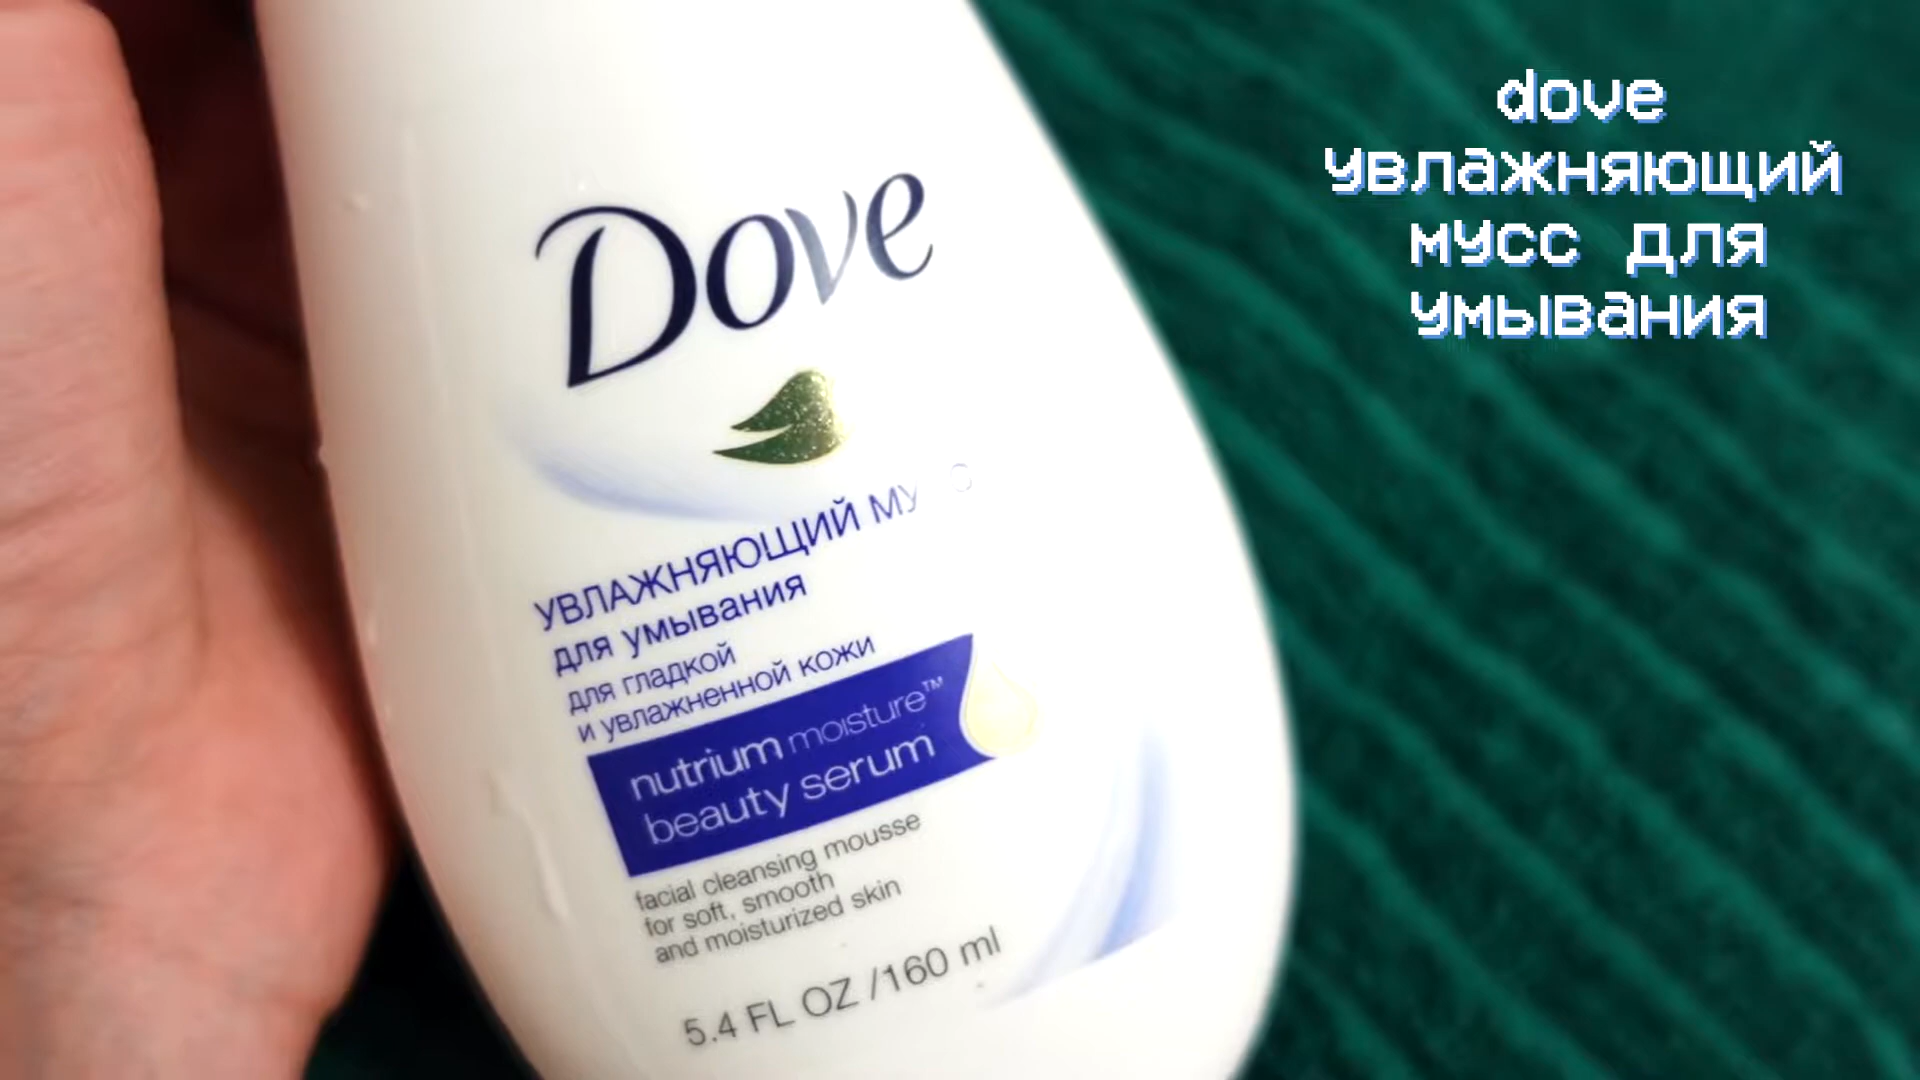 Dove
УВЛАЖНЯЮЩИЙ
для умывания
для гладкой
и увлажненной кожи
nutrium moisture™
beauty serum
facial cleansing mousse
for soft, smooth
and moisturized skin
5.4 FL OZ /160 ml
dove
увлажняющий
мусс для
умывания